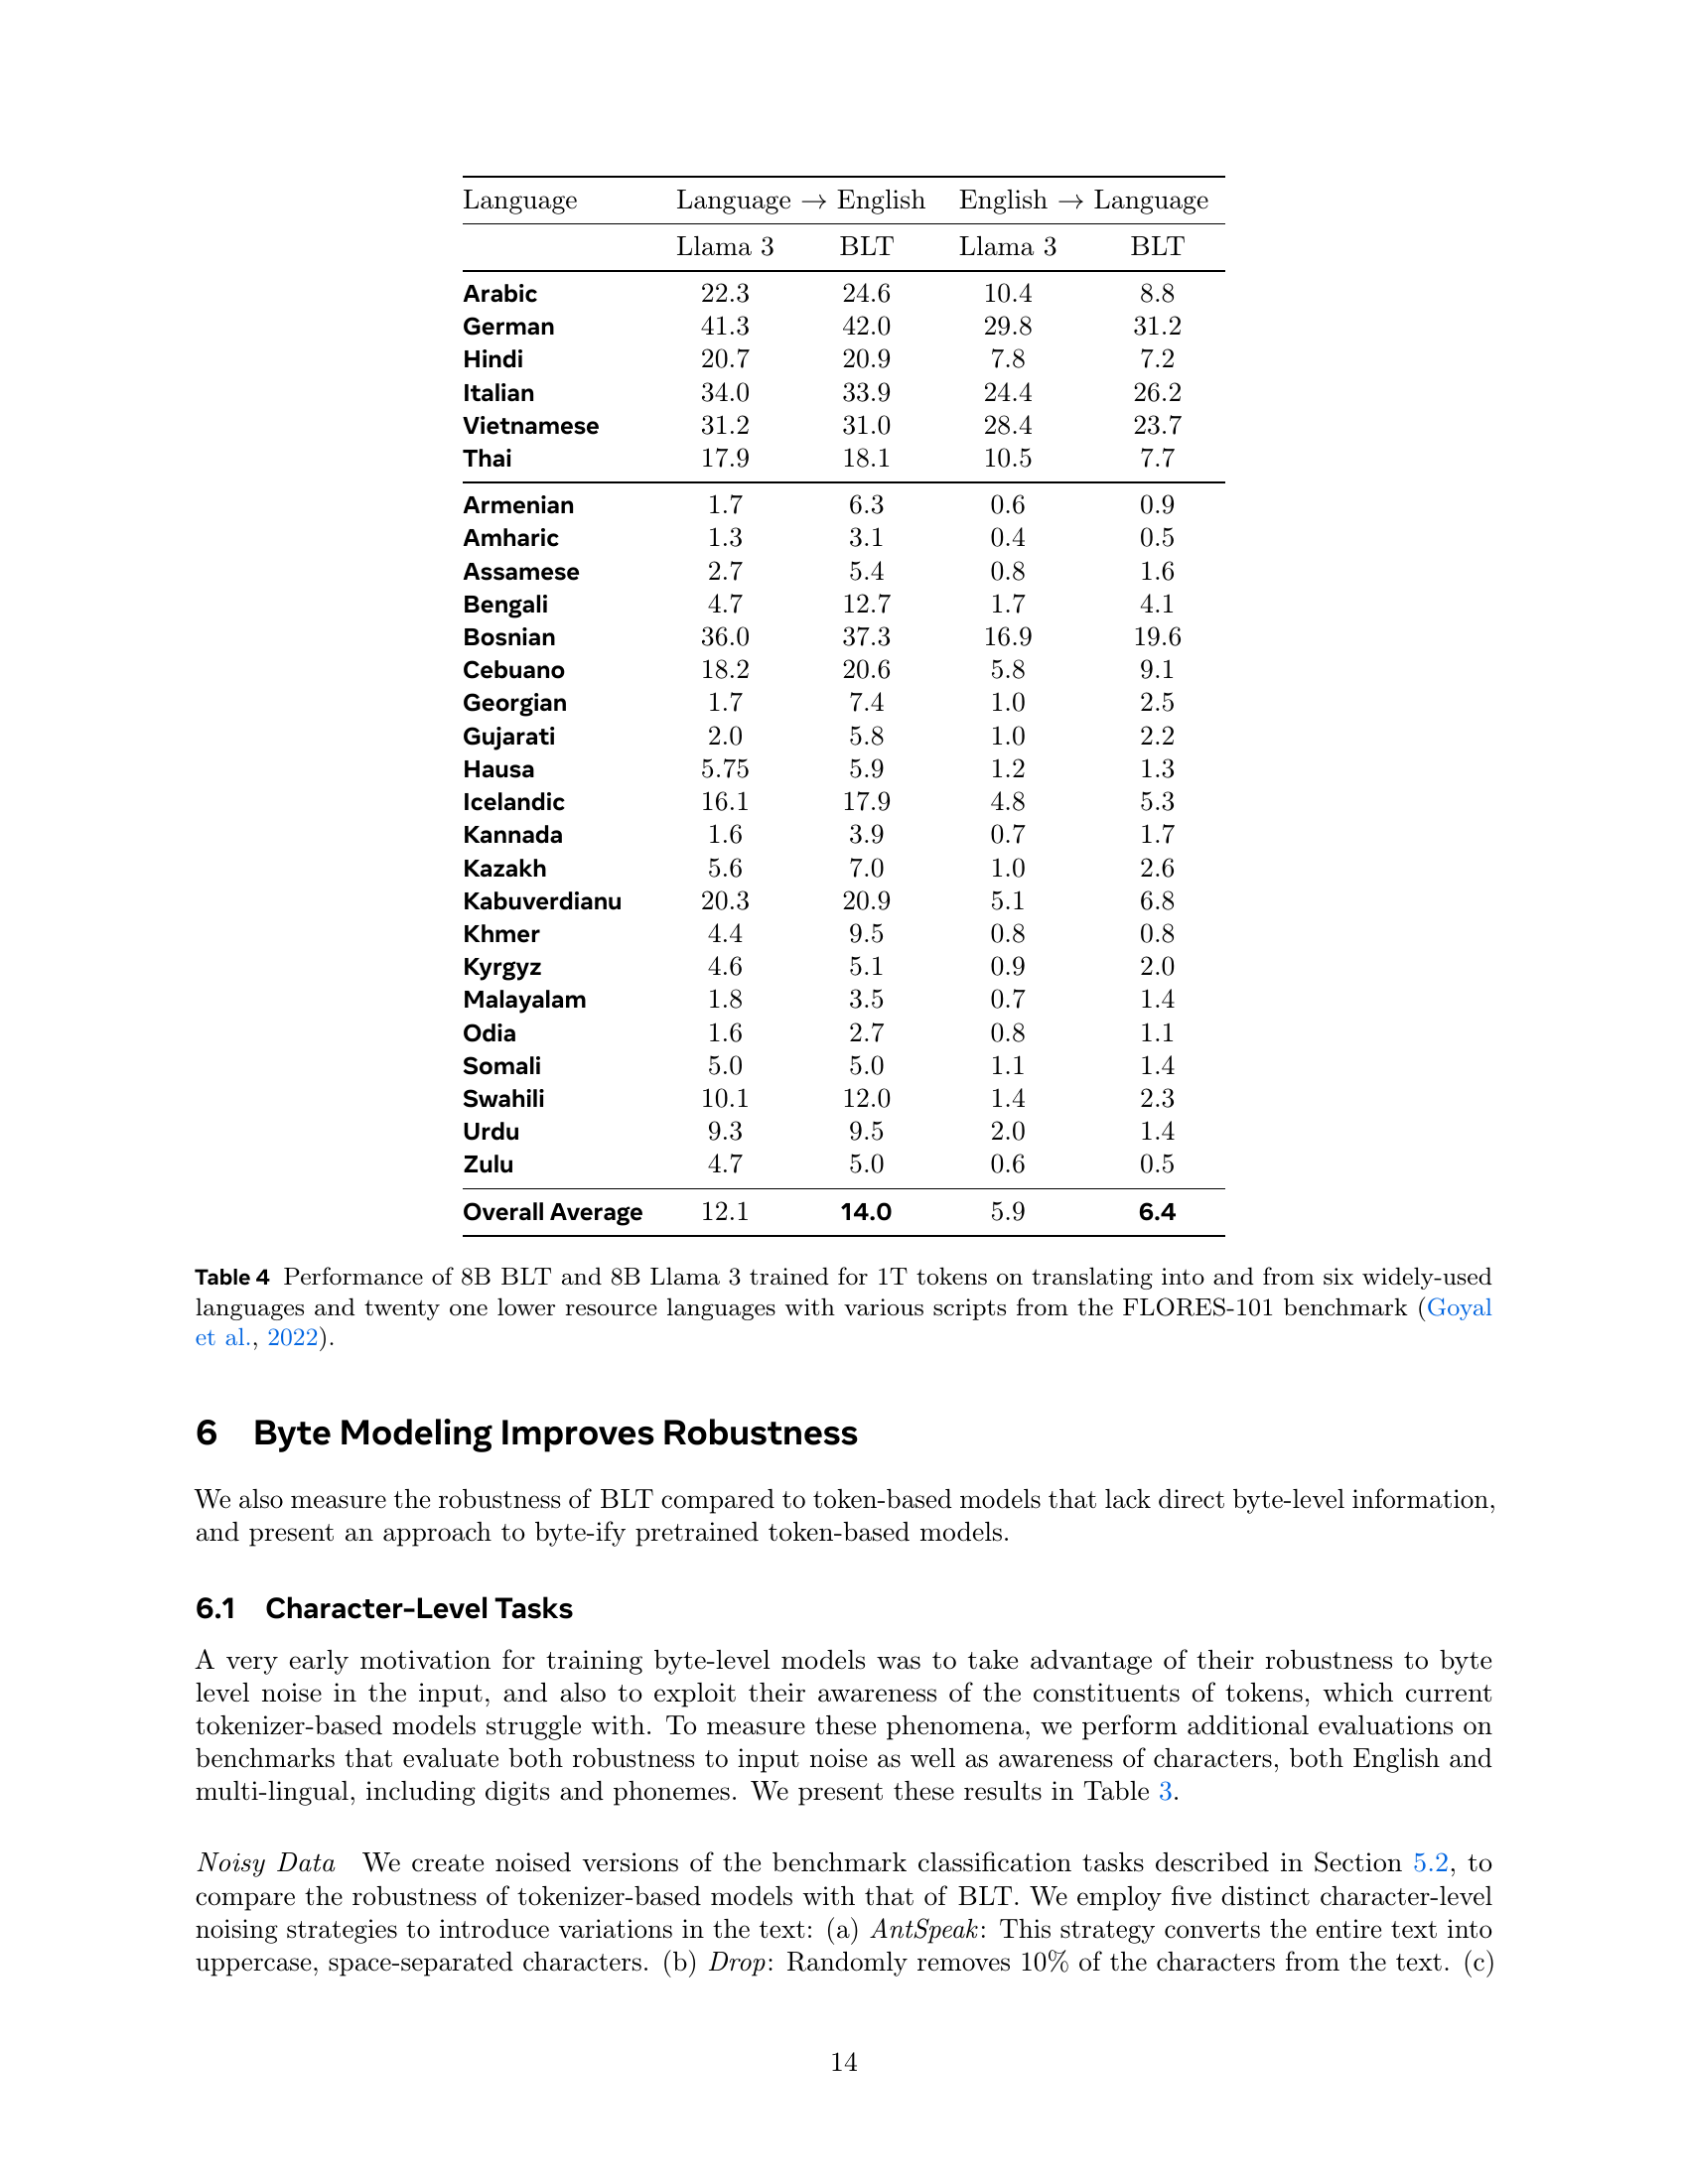 Language Language → English English → Language
Llama 3 BLT Llama 3 BLT
Arabic 22.3 24.6 10.4 8.8
German 41.3 42.0 29.8 31.2
Hindi 20.7 20.9 7.8 7.2
Italian 34.0 33.9 24.4 26.2
Vietnamese 31.2 31.0 28.4 23.7
Thai 17.9 18.1 10.5 7.7
Armenian 1.7 6.3 0.6 0.9
Amharic 1.3 3.1 0.4 0.5
Assamese 2.7 5.4 0.8 1.6
Bengali 4.7 12.7 1.7 4.1
Bosnian 36.0 37.3 16.9 19.6
Cebuano 18.2 20.6 5.8 9.1
Georgian 1.7 7.4 1.0 2.5
Gujarati 2.0 5.8 1.0 2.2
Hausa 5.75 5.9 1.2 1.3
Icelandic 16.1 17.9 4.8 5.3
Kannada 1.6 3.9 0.7 1.7
Kazakh 5.6 7.0 1.0 2.6
Kabuverdianu 20.3 20.9 5.1 6.8
Khmer 4.4 9.5 0.8 0.8
Kyrgyz 4.6 5.1 0.9 2.0
Malayalam 1.8 3.5 0.7 1.4
Odia 1.6 2.7 0.8 1.1
Somali 5.0 5.0 1.1 1.4
Swahili 10.1 12.0 1.4 2.3
Urdu 9.3 9.5 2.0 1.4
Zulu 4.7 5.0 0.6 0.5
Overall Average 12.1 14.0 5.9 6.4
Table 4 Performance of 8B BLT and 8B Llama 3 trained for 1T tokens on translating into and from six widely-used
languages and twenty one lower resource languages with various scripts from the FLORES-101 benchmark (Goyal
et al., 2022).
6 Byte Modeling Improves Robustness
We also measure the robustness of BLT compared to token-based models that lack direct byte-level information,
and present an approach to byte-ify pretrained token-based models.
6.1 Character-Level Tasks
A very early motivation for training byte-level models was to take advantage of their robustness to byte
level noise in the input, and also to exploit their awareness of the constituents of tokens, which current
tokenizer-based models struggle with. To measure these phenomena, we perform additional evaluations on
benchmarks that evaluate both robustness to input noise as well as awareness of characters, both English and
multi-lingual, including digits and phonemes. We present these results in Table 3.
Noisy Data We create noised versions of the benchmark classification tasks described in Section 5.2, to
compare the robustness of tokenizer-based models with that of BLT. We employ five distinct character-level
noising strategies to introduce variations in the text: (a) AntSpeak: This strategy converts the entire text into
uppercase, space-separated characters. (b) Drop: Randomly removes 10% of the characters from the text. (c)
14